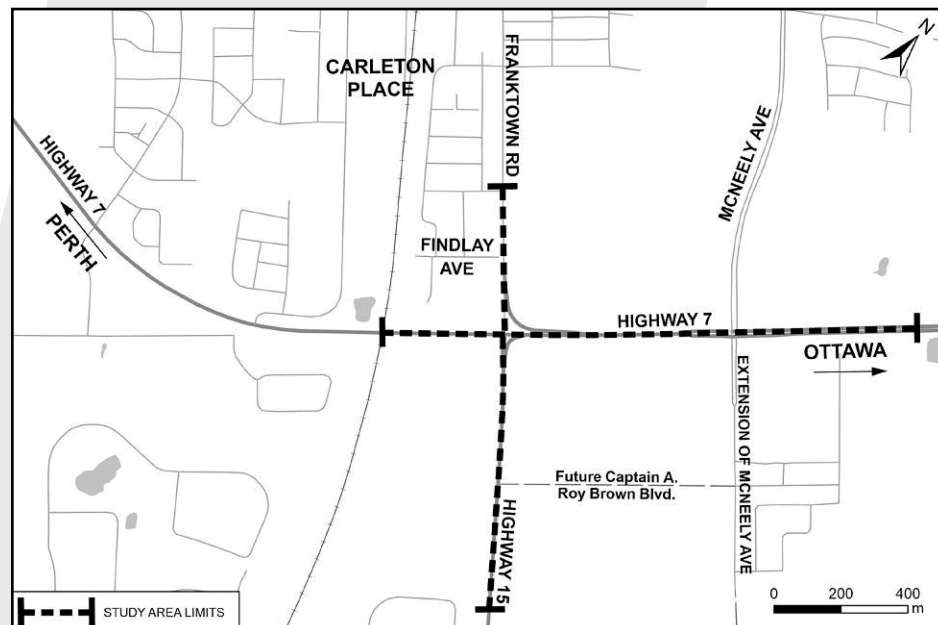 N
CARLETON
PLACE
FRANKTOWN RD
MCNEELY AVE
HIGHWAY 7
PERTH
FINDLAY
AVE
HIGHWAY 7
OTTAWA
EXTENSION OF MCNEELY AVE
Future Captain A.
Roy Brown Blvd.
HIGHWAY 15
STUDY AREA LIMITS
0 200 400
m